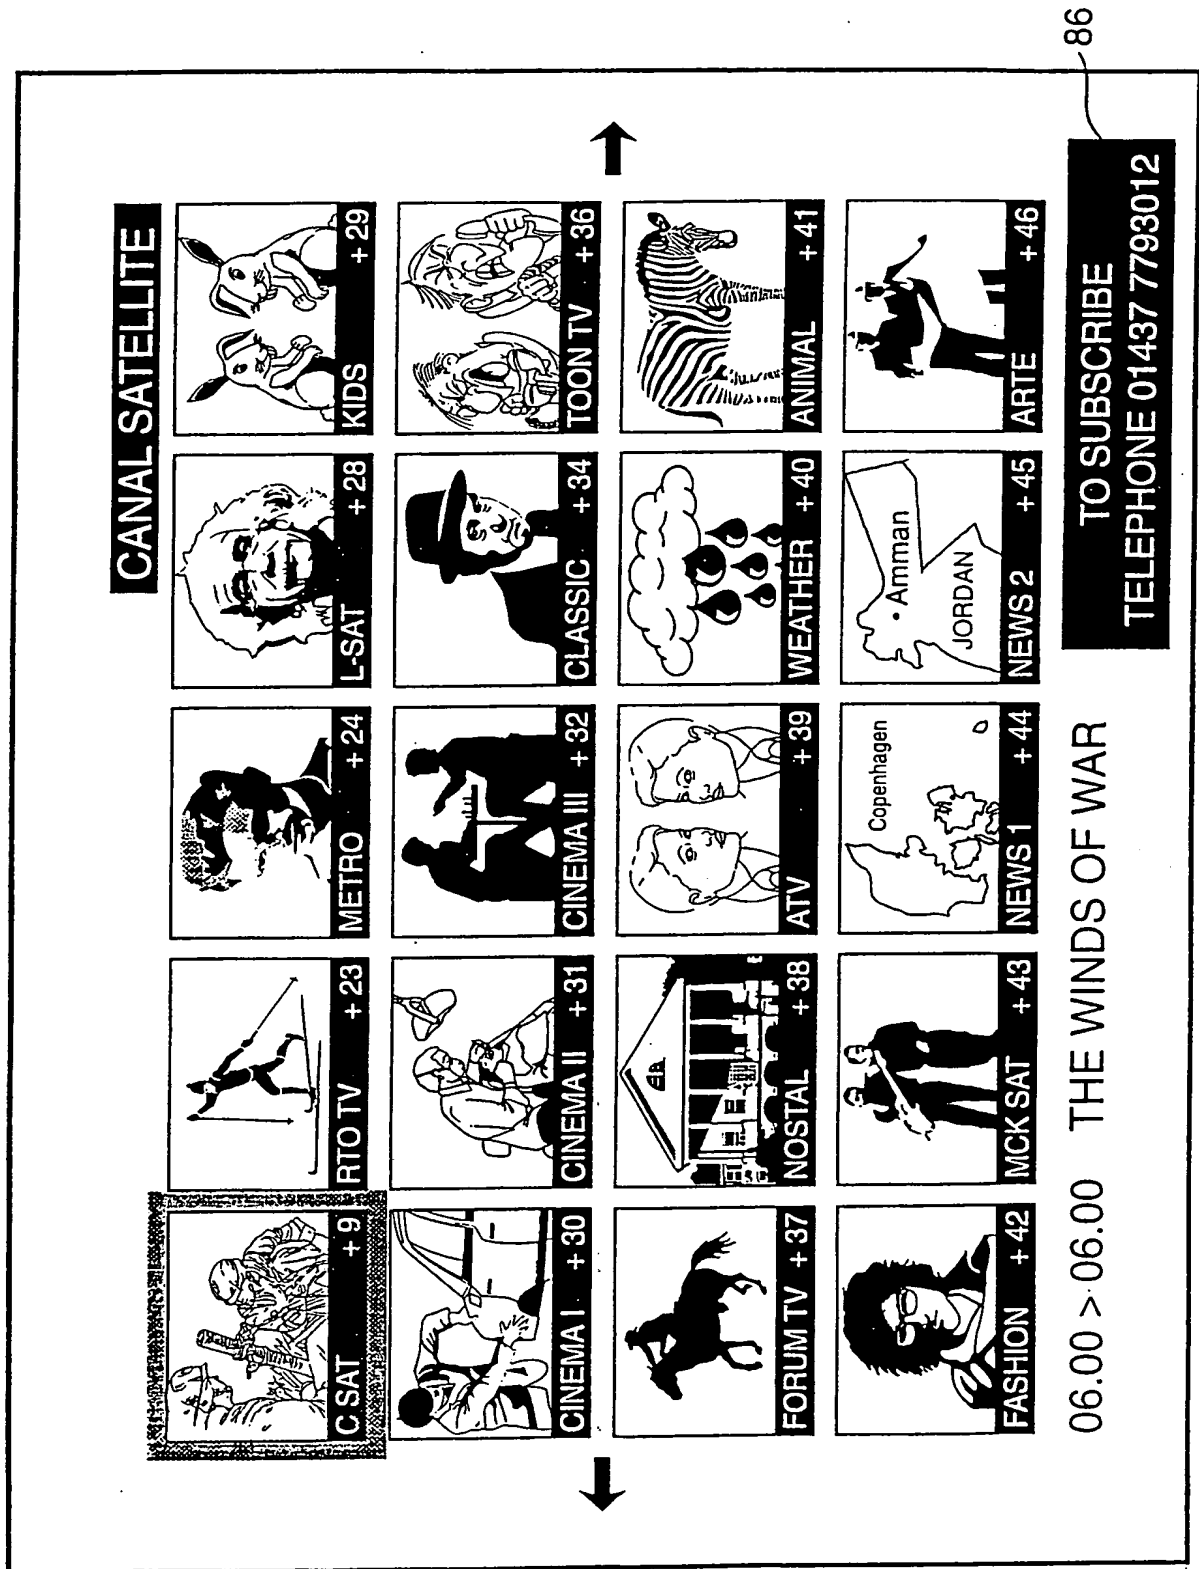 CANAL SATELLITE
C SAT + 9
RTO TV + 23
METRO + 24
L-SAT + 28
KIDS + 29
CINEMA I + 30
CINEMA II + 31
CINEMA III + 32
CLASSIC + 34
TOON TV + 36
FORUM TV + 37
NOSTAL + 38
ATV + 39
WEATHER + 40
ANIMAL + 41
FASHION + 42
MCK SAT + 43
Copenhagen
NEWS 1 + 44
Amman
JORDAN
NEWS 2 + 45
ARTE + 46
06.00 > 06.00 THE WINDS OF WAR
TO SUBSCRIBE
TELEPHONE 01437 7793012
86